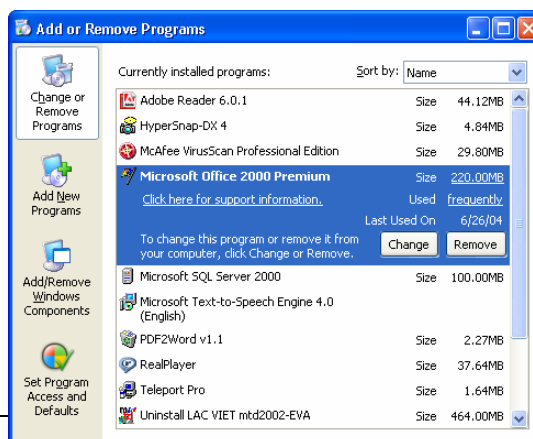 Add or Remove Programs
Change or
Remove
Programs
Add New
Programs
Add/Remove
Windows
Components
Set Program
Access and
Defaults
Currently installed programs:
Sort by: Name
Adobe Reader 6.0.1 Size 44.12MB
HyperSnap-DX 4 Size 4.84MB
McAfee VirusScan Professional Edition Size 29.80MB
Microsoft Office 2000 Premium Size 220.00MB
Click here for support information. Used frequently
Last Used On 6/26/04
To change this program or remove it from
your computer, click Change or Remove.
Change Remove
Microsoft SQL Server 2000 Size 100.00MB
Microsoft Text-to-Speech Engine 4.0
(English)
PDF2Word v1.1 Size 2.27MB
RealPlayer Size 37.64MB
Teleport Pro Size 1.64MB
Uninstall LAC VIET mtd2002-EVA Size 464.00MB